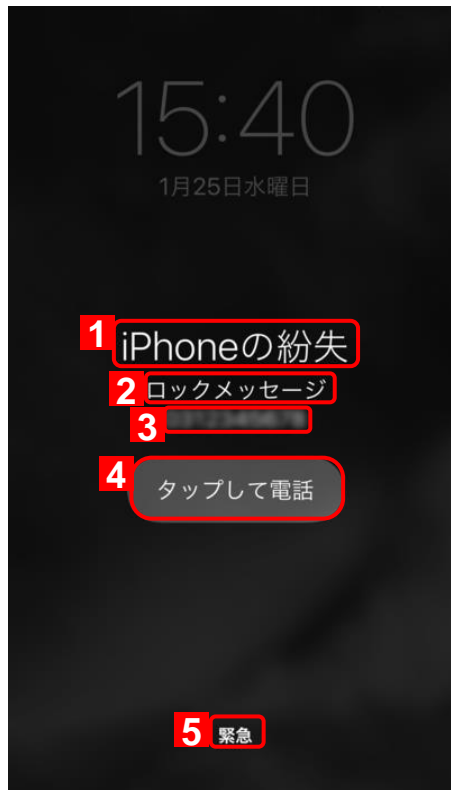 15:40
1月25日水曜日
1 iPhoneの紛失
2 ロックメッセージ
3
4 タップして電話
5 緊急